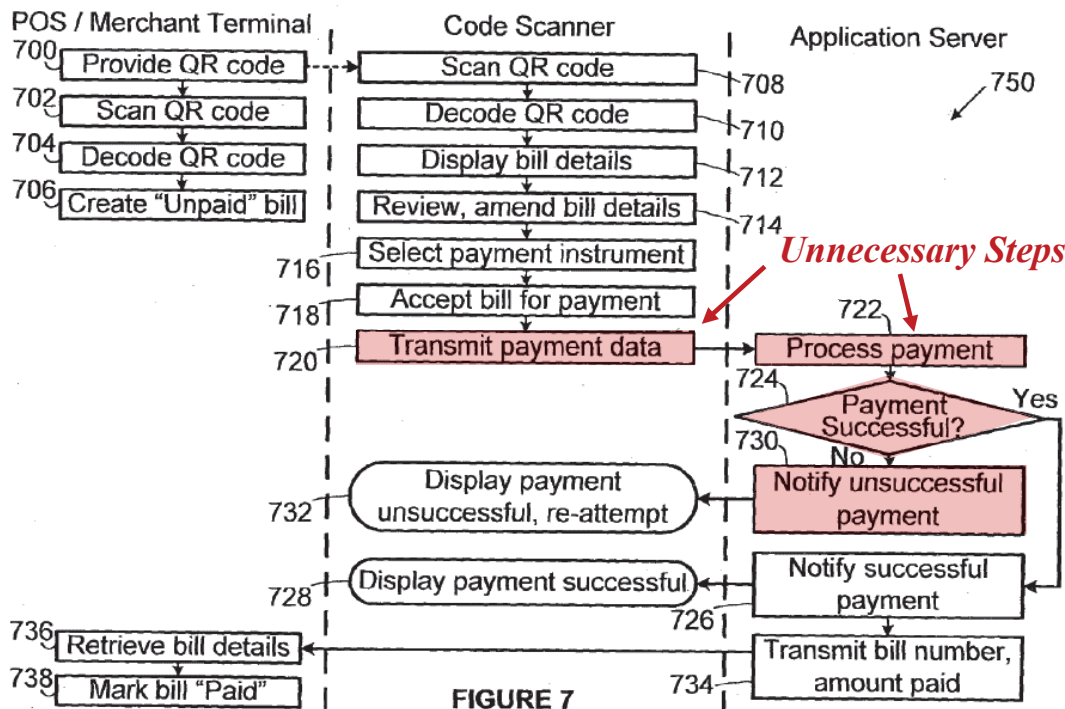 POS / Merchant Terminal
700
Provide QR code
702
Scan QR code
704
Decode QR code
706
Create "Unpaid" bill
Code Scanner
Scan QR code
708
Decode QR code
710
Display bill details
712
Review, amend bill details
714
Select payment instrument
716
Accept bill for payment
718
Transmit payment data
720
Application Server
750
Unnecessary Steps
722
Process payment
724
Payment
Successful?
Yes
730
No
Notify unsuccessful
payment
Display payment
unsuccessful, re-attempt
732
Display payment successful
728
Notify successful
payment
726
736
Retrieve bill details
Transmit bill number,
amount paid
734
738
Mark bill "Paid"
FIGURE 7